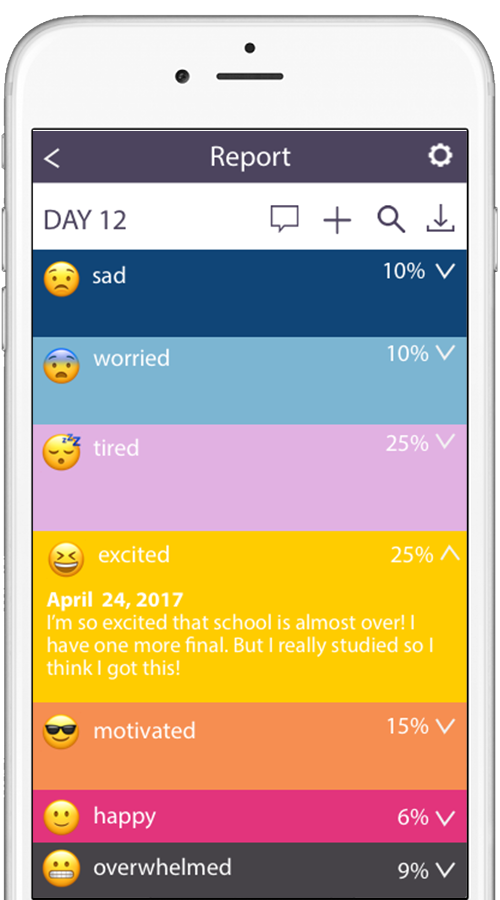 Report
DAY 12
sad 10%
worried 10%
tired 25%
excited 25%
April 24, 2017
I'm so excited that school is almost over! I
have one more final. But I really studied so I
think I got this!
motivated 15%
happy 6%
overwhelmed 9%